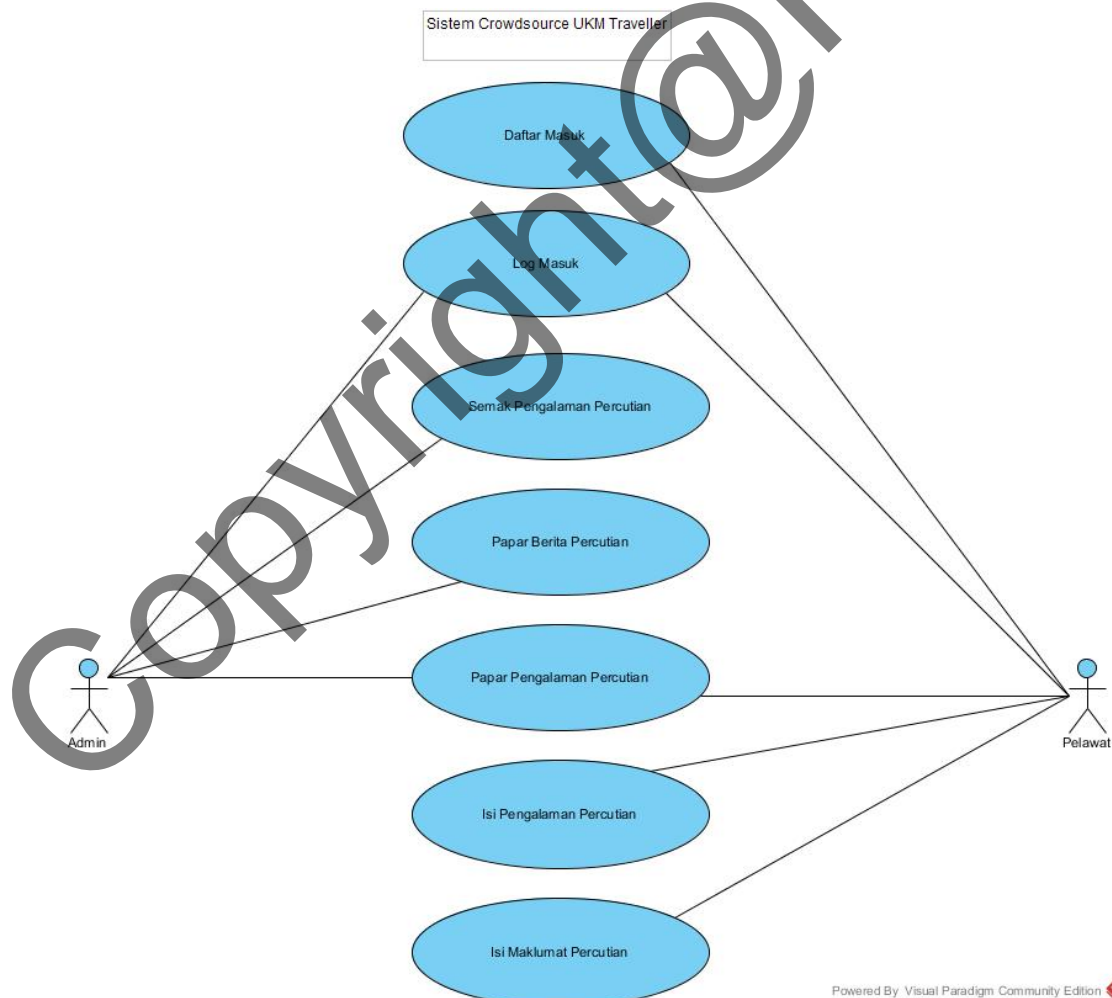 Sistem Crowdsource UKM Traveller
Daftar Masuk
Log Masuk
Semak Pengalaman Percutian
Papar Berita Percutian
Papar Pengalaman Percutian
Admin
Pelawat
Isi Pengalaman Percutian
Isi Maklumat Percutian
Powered By Visual Paradigm Community Edition
Copyright@